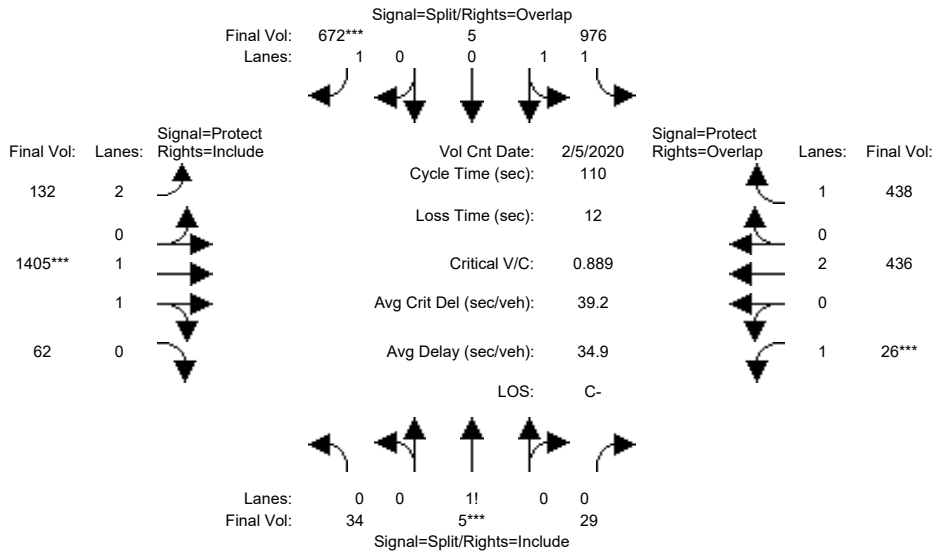 Signal=Split/Rights=Overlap
Final Vol: 672*** 5 976
Lanes: 1 0 0 1 1
Signal=Protect
Final Vol: Lanes: Rights=Include
Vol Cnt Date: 2/5/2020
Signal=Protect
Rights=Overlap Lanes: Final Vol:
Cycle Time (sec): 110
132 2
1 438
Loss Time (sec): 12
0
0
1405*** 1
Critical V/C: 0.889
2 436
1
Avg Crit Del (sec/veh): 39.2
0
62 0
Avg Delay (sec/veh): 34.9
1 26***
LOS: C-
Lanes: 0 0 1! 0 0
Final Vol: 34 5*** 29
Signal=Split/Rights=Include